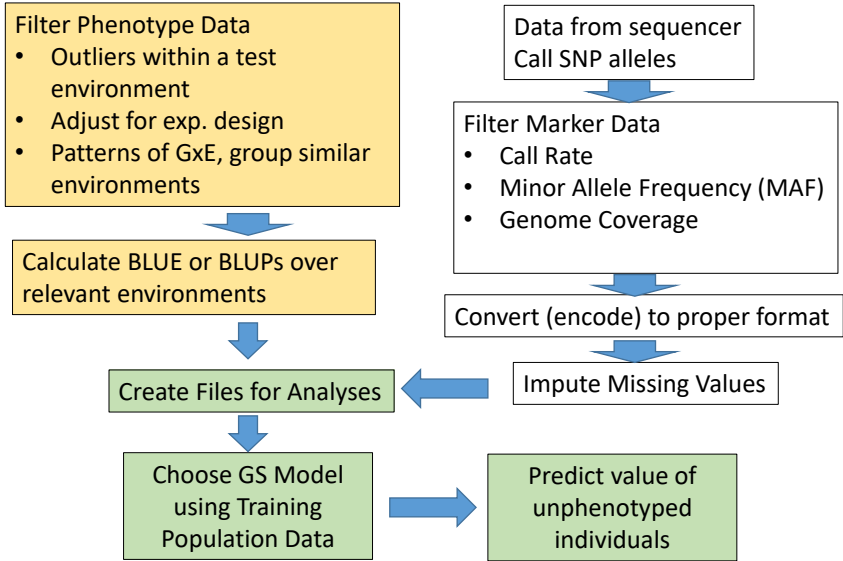 Filter Phenotype Data
• Outliers within a test
environment
• Adjust for exp. design
• Patterns of GxE, group similar
environments
Calculate BLUE or BLUPs over
relevant environments
Data from sequencer
Call SNP alleles
Filter Marker Data
• Call Rate
• Minor Allele Frequency (MAF)
• Genome Coverage
Convert (encode) to proper format
Impute Missing Values
Create Files for Analyses
Choose GS Model
using Training
Population Data
Predict value of
unphenotyped
individuals